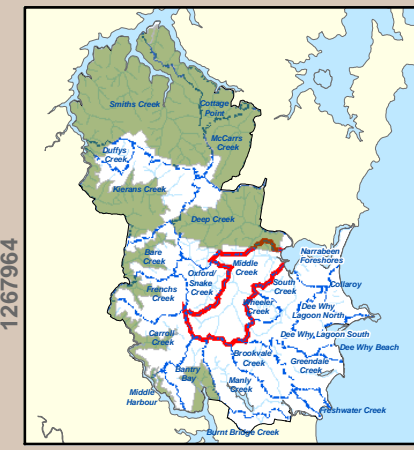 Smiths Creek
Cottage
Point
McCarrs
Creek
Duffys
Creek
Kierans Creek
Deep Creek
Bare
Creek
Narrabeen
Foreshores
Middle
Creek
Oxford/
Snake
Creek
South
Creek
Collaroy
Frenchs
Creek
Wheeler
Creek
Dee Why
Lagoon North
Carroll
Creek
Dee Why Lagoon South
Dee Why Beach
Brookvale
Creek
Greendale
Creek
Bantry
Bay
Manly
Creek
Middle
Harbour
Freshwater Creek
Burnt Bridge Creek
1267964